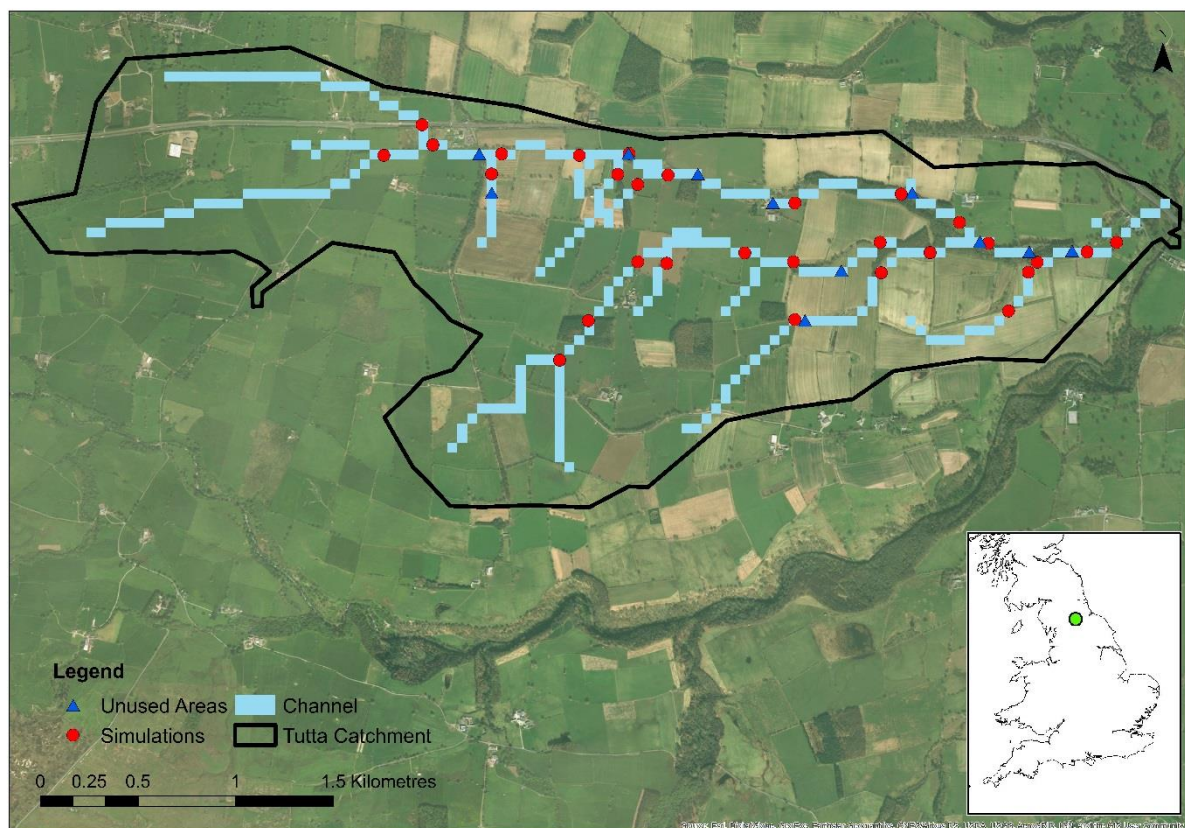 Legend
Unused Areas Channel
Simulations Tutta Catchment
0 0.25 0.5 1 1.5 Kilometres